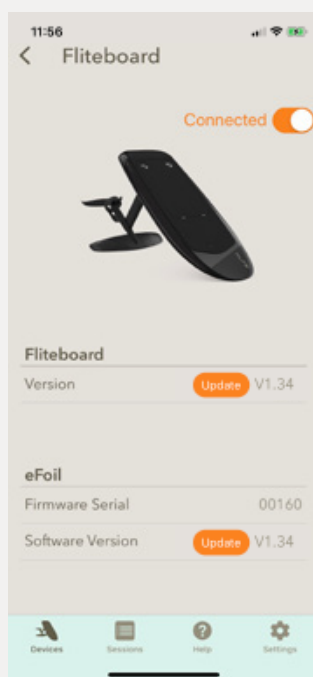 11:56
Fliteboard
Connected
Fliteboard
Version Update V1.34
eFoil
Firmware Serial 00160
Software Version Update V1.34
Devices Sessions Help Settings